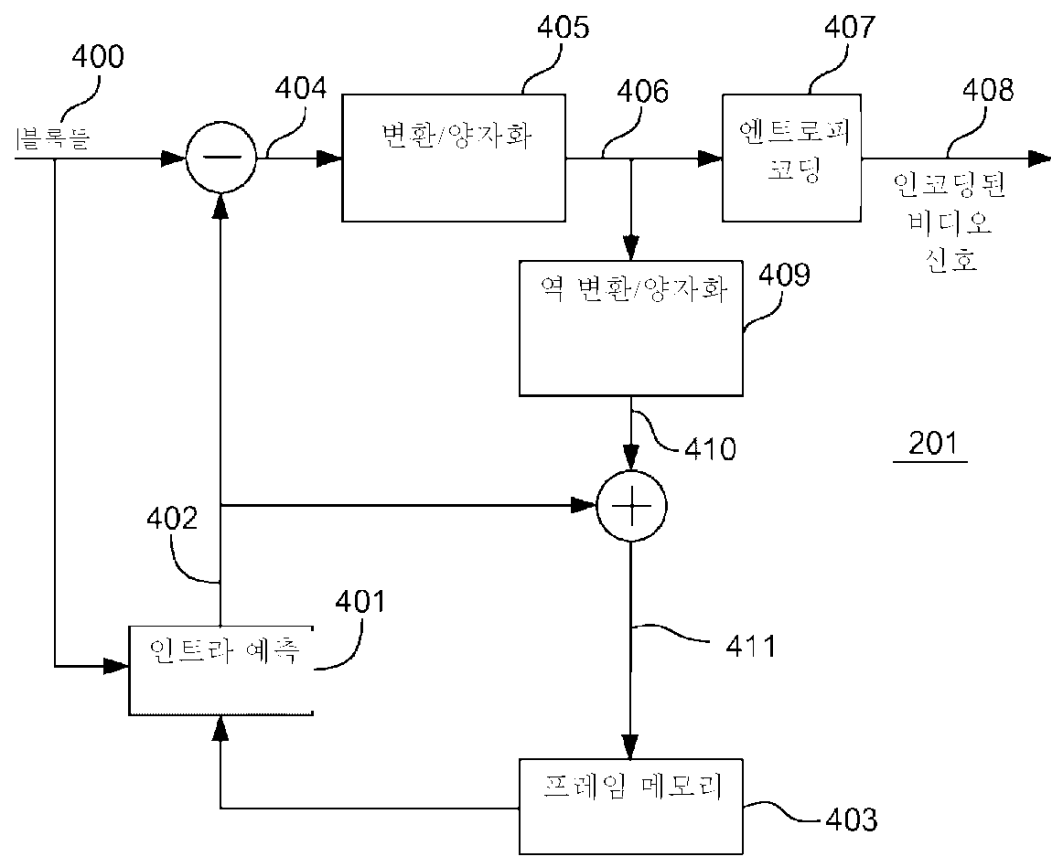 400
블록들
404
405
변환/양자화
406
407
엔트로피
코딩
408
인코딩된
비디오
신호
역 변환/양자화
409
410
201
402
인트라 예측
401
411
프레임 메모리
403